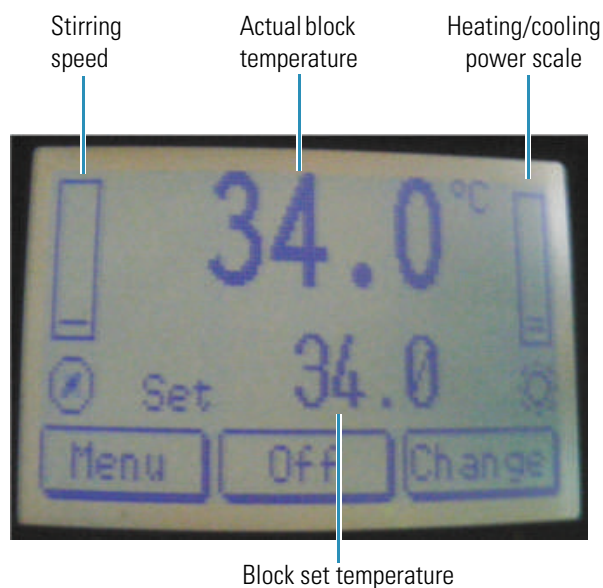 Stirring
speed
Actual block
temperature
Heating/cooling
power scale
34.0 °C
Set 34.0
Menu Off Change
Block set temperature